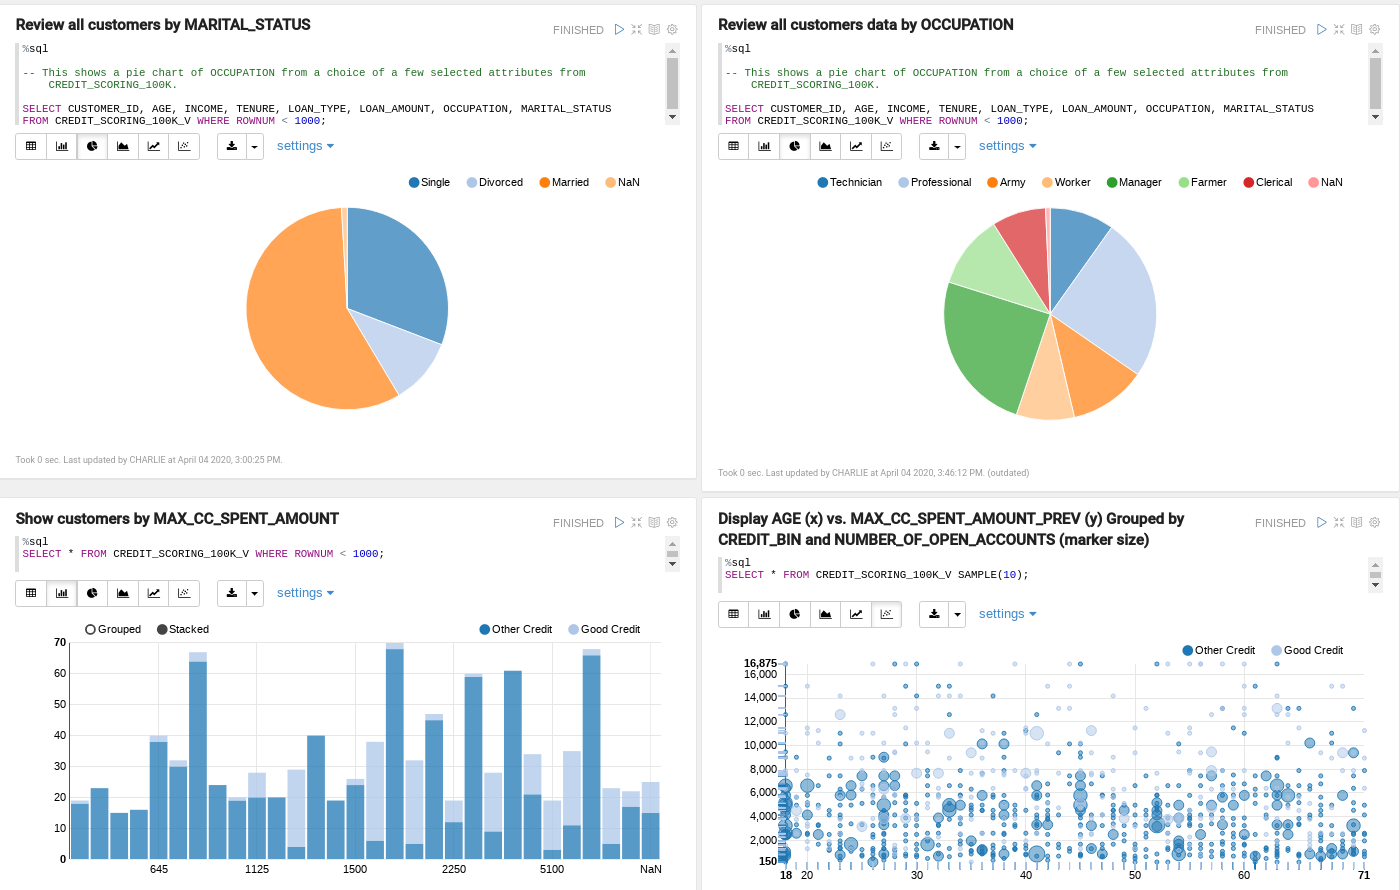 Review all customers by MARITAL_STATUS
FINISHED
%sql
-- This shows a pie chart of OCCUPATION from a choice of a few selected attributes from
CREDIT_SCORING_100K.
SELECT CUSTOMER_ID, AGE, INCOME, TENURE, LOAN_TYPE, LOAN_AMOUNT, OCCUPATION, MARITAL_STATUS
FROM CREDIT_SCORING_100K_V WHERE ROWNUM < 1000;
settings
Single Divorced Married NaN
Took 0 sec. Last updated by CHARLIE at April 04 2020, 3:00:25 PM.
Review all customers data by OCCUPATION
FINISHED
%sql
-- This shows a pie chart of OCCUPATION from a choice of a few selected attributes from
CREDIT_SCORING_100K.
SELECT CUSTOMER_ID, AGE, INCOME, TENURE, LOAN_TYPE, LOAN_AMOUNT, OCCUPATION, MARITAL_STATUS
FROM CREDIT_SCORING_100K_V WHERE ROWNUM < 1000;
settings
Technician Professional Army Worker Manager Farmer Clerical NaN
Took 0 sec. Last updated by CHARLIE at April 04 2020, 3:46:12 PM. (outdated)
Show customers by MAX_CC_SPENT_AMOUNT
FINISHED
%sql
SELECT * FROM CREDIT_SCORING_100K_V WHERE ROWNUM < 1000;
settings
Grouped Stacked Other Credit Good Credit
70
60
50
40
30
20
10
0
645 1125 1500 2250 5100 NaN
Display AGE (x) vs. MAX_CC_SPENT_AMOUNT_PREV (y) Grouped by
CREDIT_BIN and NUMBER_OF_OPEN_ACCOUNTS (marker size)
FINISHED
%sql
SELECT * FROM CREDIT_SCORING_100K_V SAMPLE(10);
settings
Other Credit Good Credit
16,875
16,000
14,000
12,000
10,000
8,000
6,000
4,000
2,000
150
18 20 30 40 50 60 71